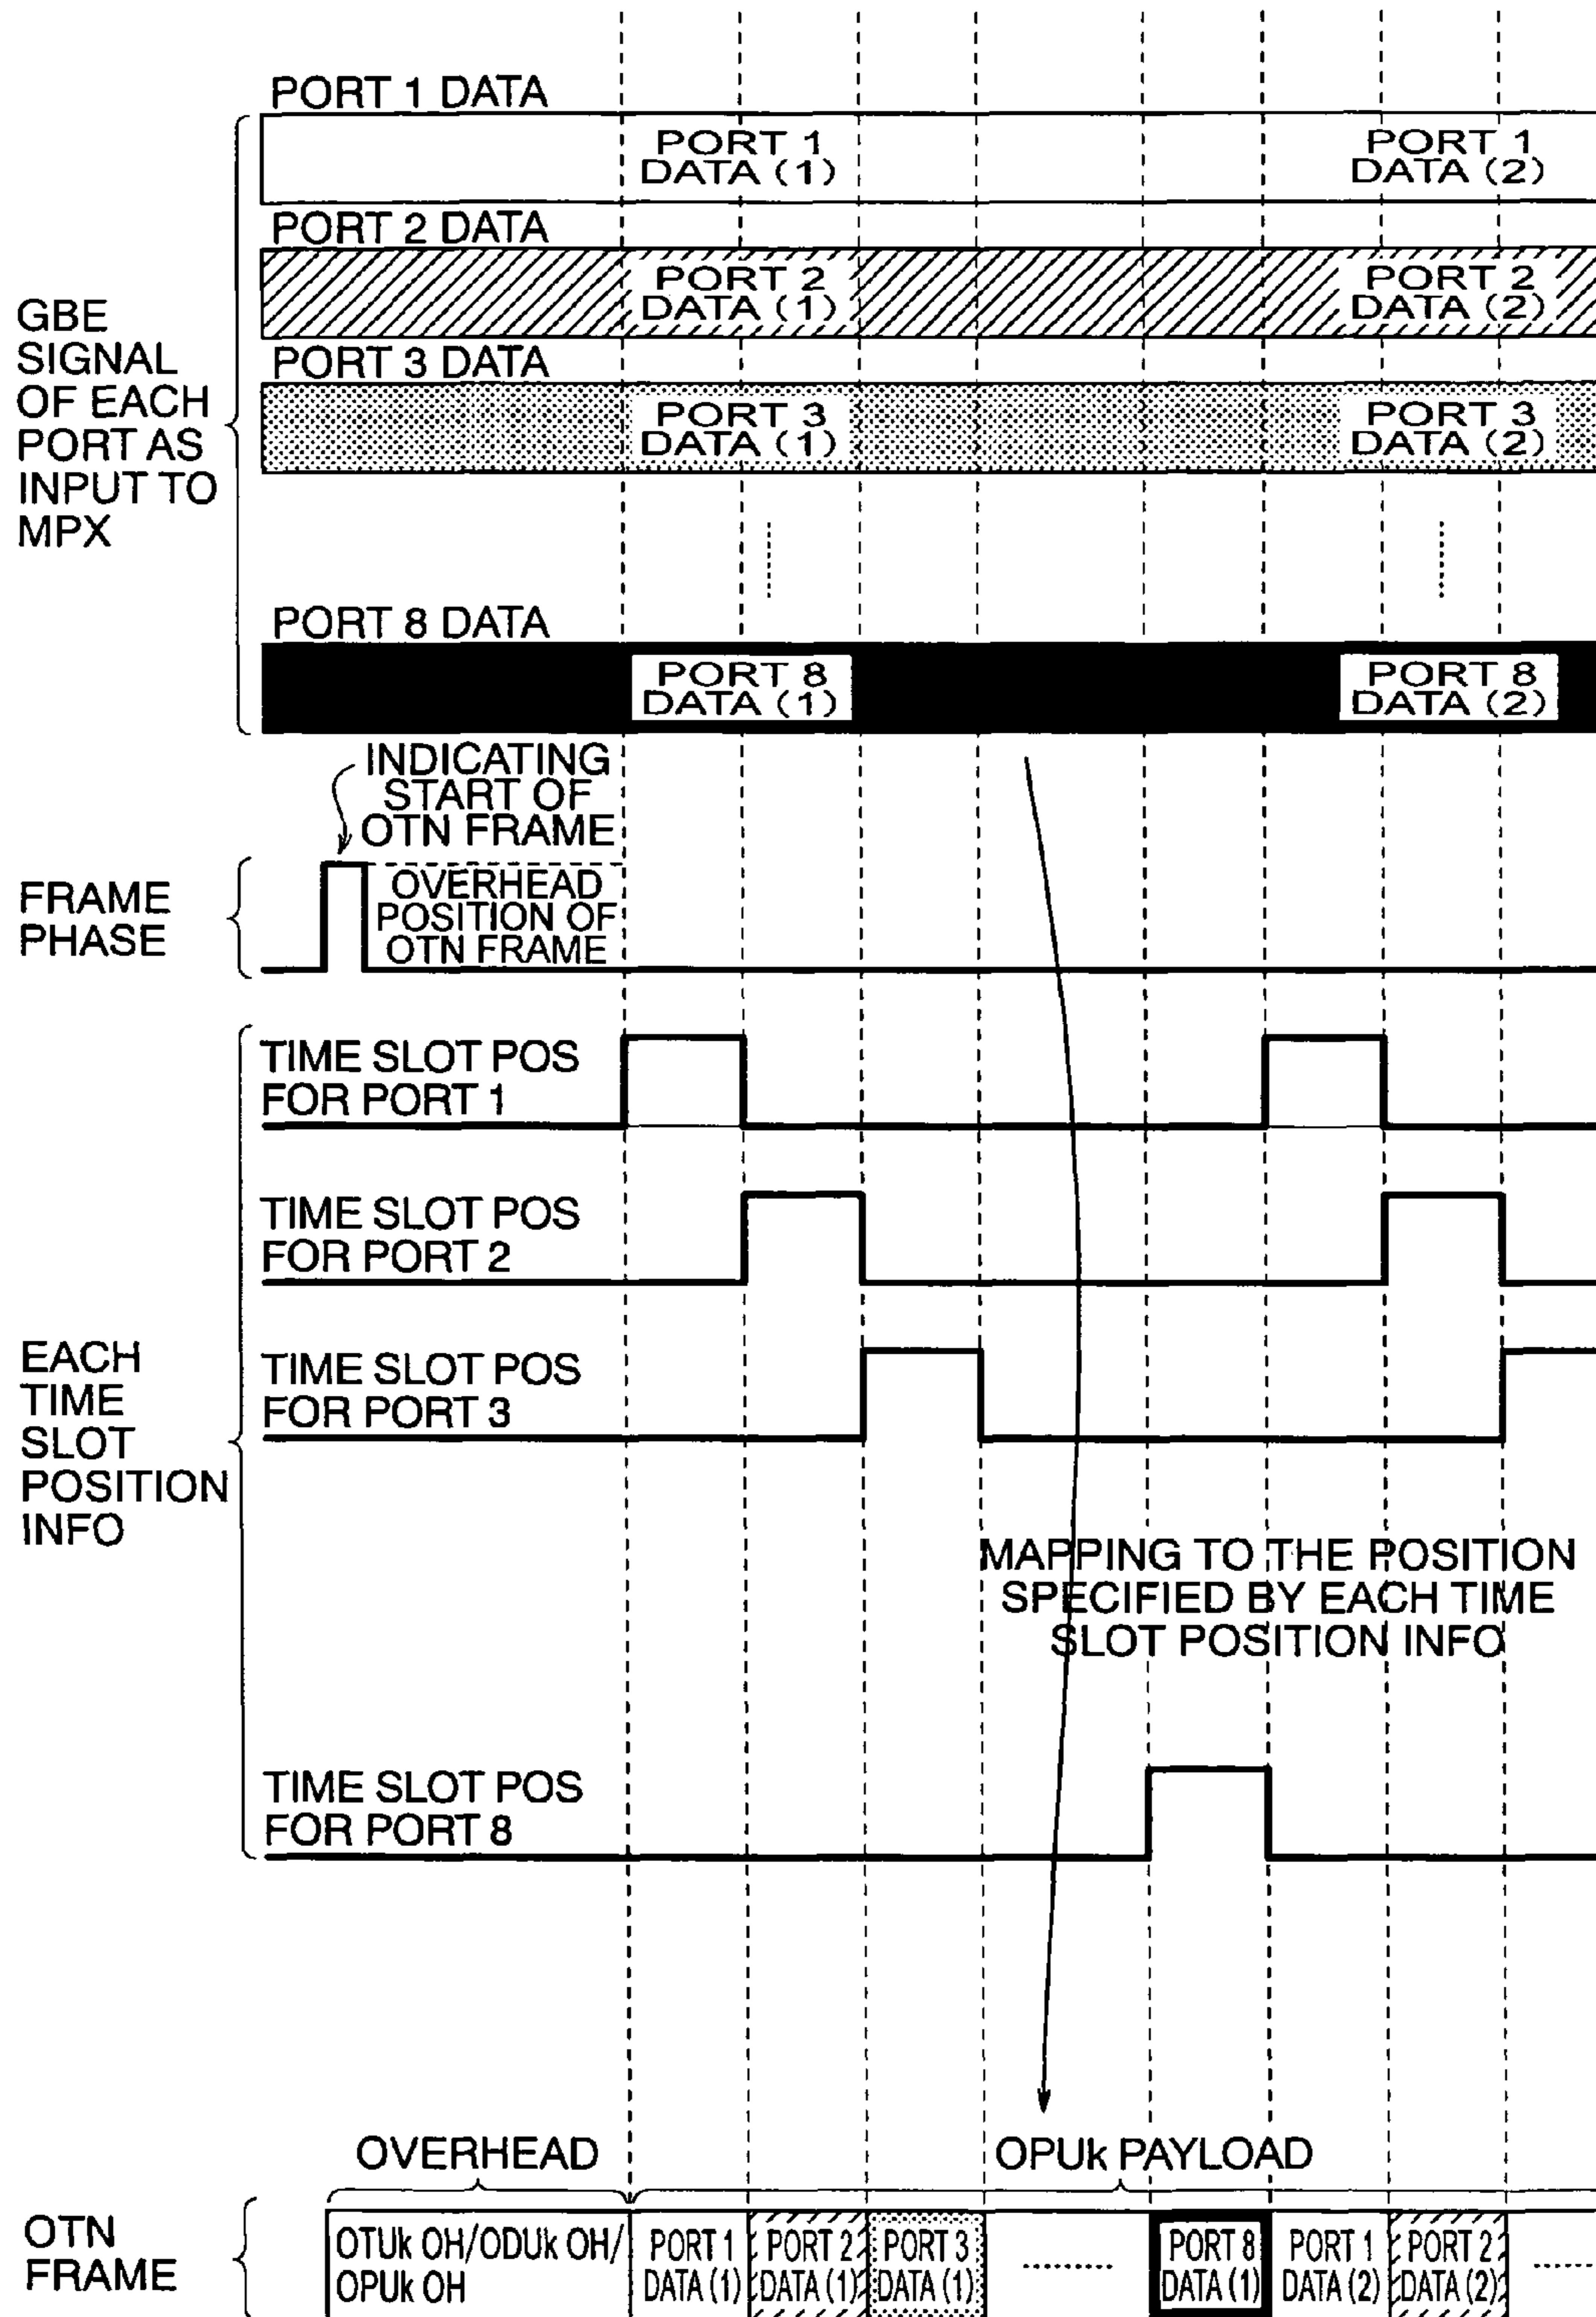 PORT 1 DATA
PORT 1
DATA (1)
PORT 1
DATA (2)
PORT 2 DATA
PORT 2
DATA (1)
PORT 2
DATA (2)
PORT 3 DATA
PORT 3
DATA (1)
PORT 3
DATA (2)
GBE
SIGNAL
OF EACH
PORT AS
INPUT TO
MPX
PORT 8 DATA
PORT 8
DATA (1)
PORT 8
DATA (2)
INDICATING
START OF
OTN FRAME
FRAME
PHASE
OVERHEAD
POSITION OF
OTN FRAME
TIME SLOT POS
FOR PORT 1
TIME SLOT POS
FOR PORT 2
EACH
TIME
SLOT
POSITION
INFO
TIME SLOT POS
FOR PORT 3
MAPPING TO THE POSITION
SPECIFIED BY EACH TIME
SLOT POSITION INFO
TIME SLOT POS
FOR PORT 8
OVERHEAD
OPUk PAYLOAD
OTN
FRAME
OTUk OH/ODUk OH/
OPUk OH
PORT 1
DATA (1)
PORT 2
DATA (1)
PORT 3
DATA (1)
PORT 8
DATA (1)
PORT 1
DATA (2)
PORT 2
DATA (2)